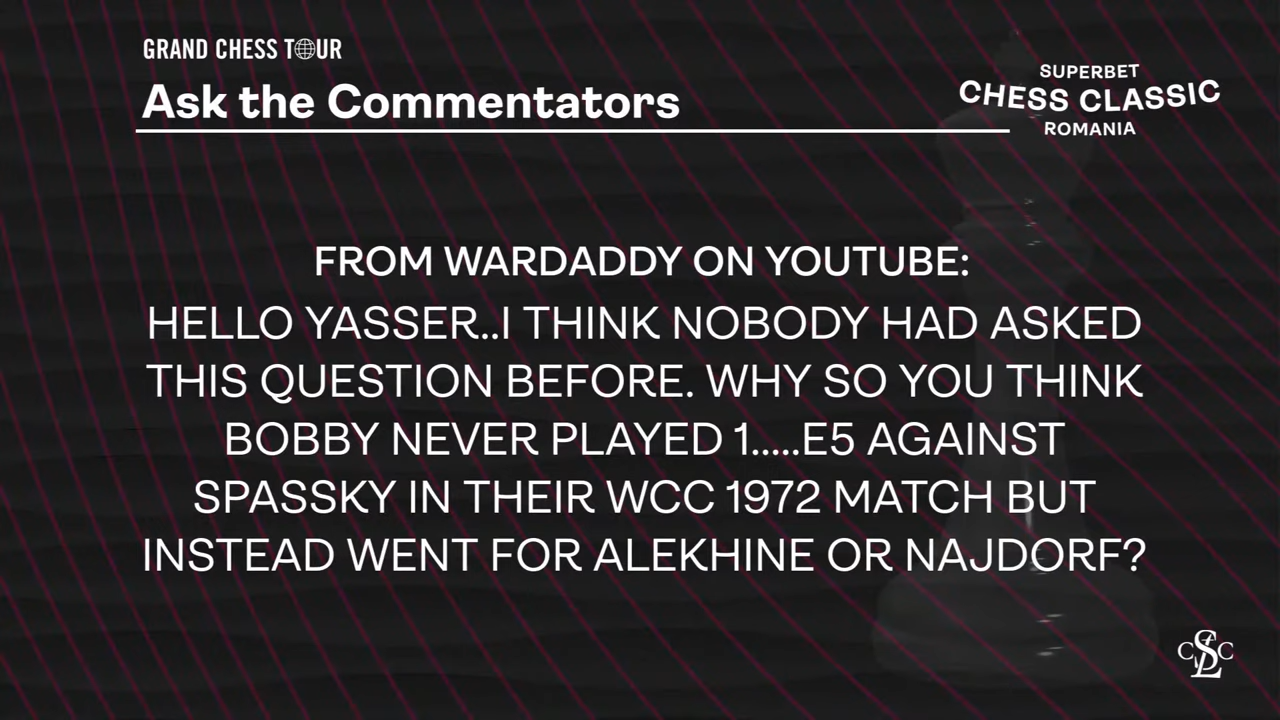 GRAND CHESS TOUR
Ask the Commentators
SUPERBET
CHESS CLASSIC
ROMANIA
FROM WARDADDY ON YOUTUBE:
HELLO YASSER..I THINK NOBODY HAD ASKED
THIS QUESTION BEFORE. WHY SO YOU THINK
BOBBY NEVER PLAYED 1.....E5 AGAINST
SPASSKY IN THEIR WCC 1972 MATCH BUT
INSTEAD WENT FOR ALEKHINE OR NAJDORF?
CSLC